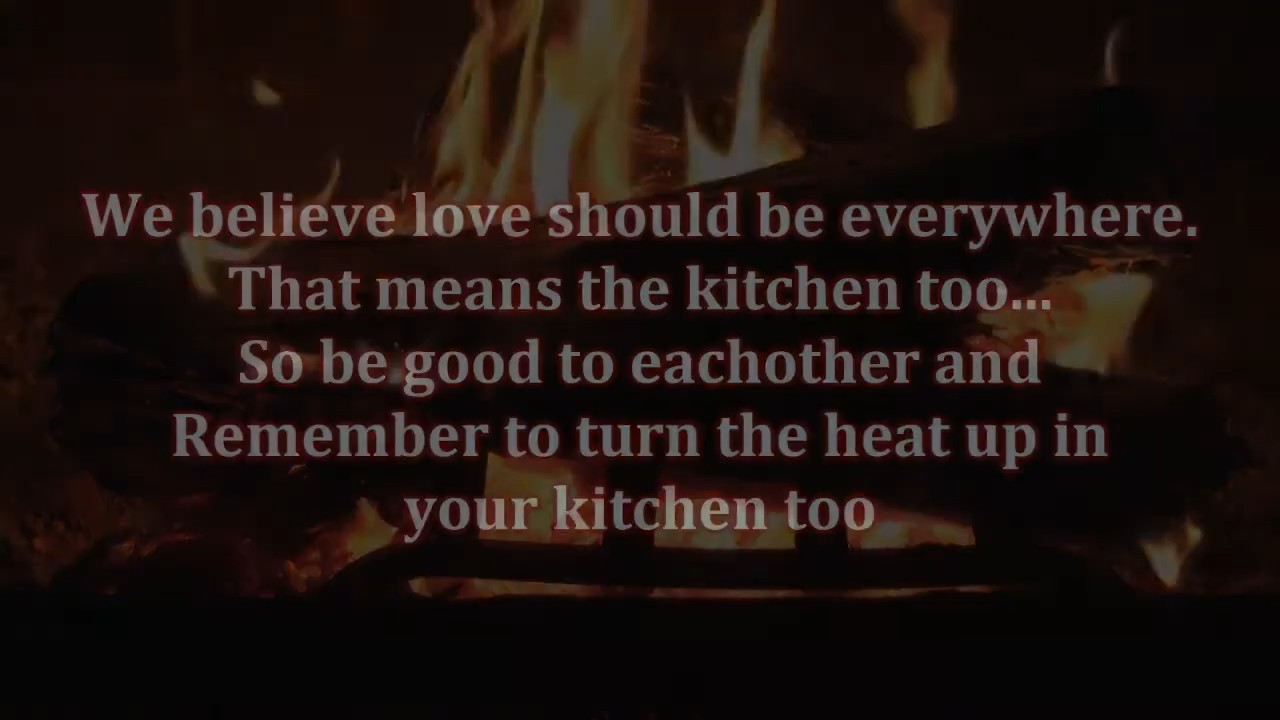 We believe love should be everywhere.
That means the kitchen too...
So be good to eachother and
Remember to turn the heat up in
your kitchen too